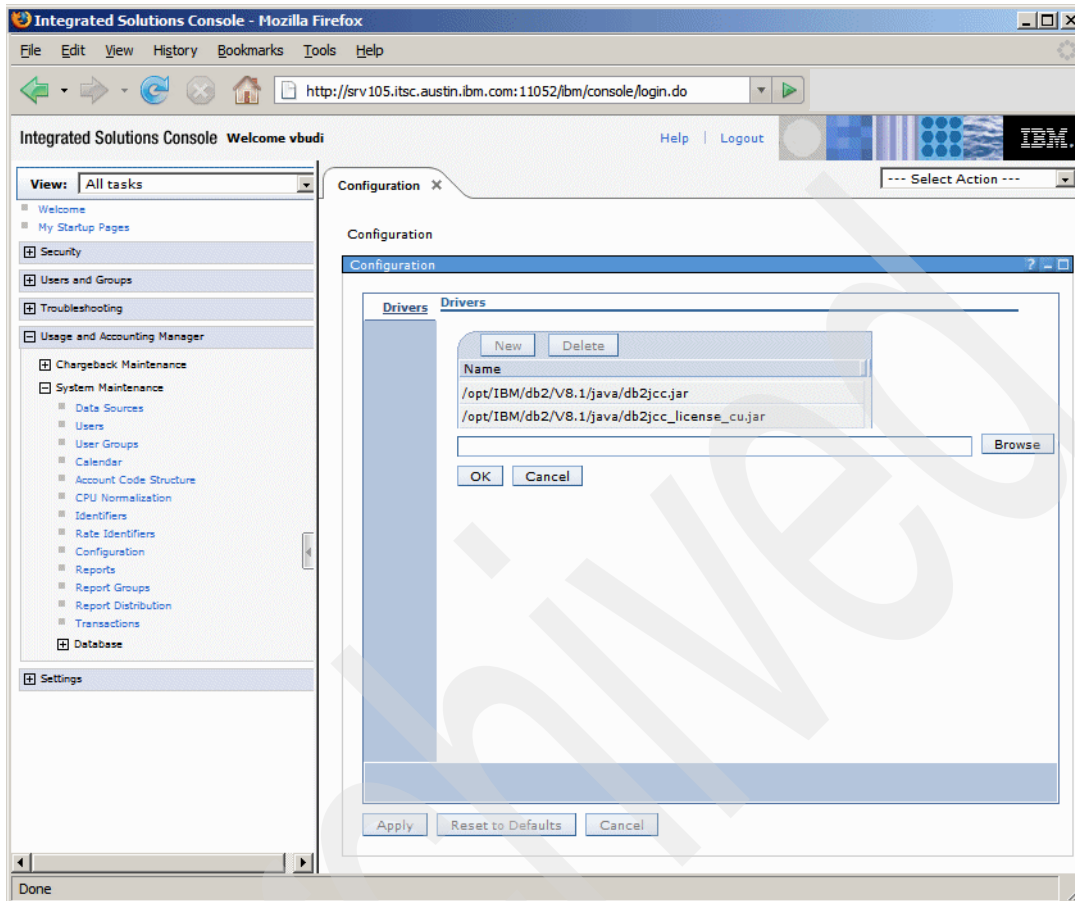 Integrated Solutions Console - Mozilla Firefox
File Edit View History Bookmarks Tools Help
http://srv105.itsc.austin.ibm.com:11052/ibm/console/login.do
Integrated Solutions Console Welcome vbudi
Help | Logout
IBM.
View: All tasks
Configuration X
--- Select Action ---
Welcome
My Startup Pages
Security
Users and Groups
Troubleshooting
Usage and Accounting Manager
Chargeback Maintenance
System Maintenance
Data Sources
Users
User Groups
Calendar
Account Code Structure
CPU Normalization
Identifiers
Rate Identifiers
Configuration
Reports
Report Groups
Report Distribution
Transactions
Database
Settings
Configuration
Configuration
?
Drivers
Drivers
New Delete
Name
/opt/IBM/db2/V8.1/java/db2jcc.jar
/opt/IBM/db2/V8.1/java/db2jcc_license_cu.jar
Browse
OK Cancel
Apply Reset to Defaults Cancel
Done